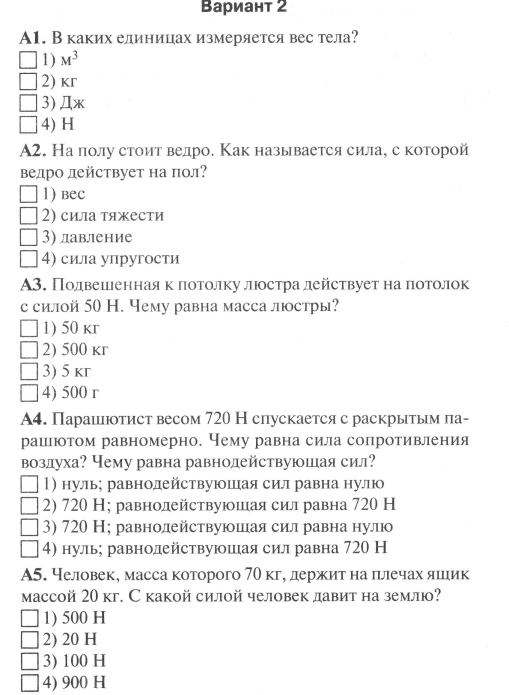 Вариант 2
А1. В каких единицах измеряется вес тела?
1) м³
2) кг
3) Дж
4) Н
А2. На полу стоит ведро. Как называется сила, с которой
ведро действует на пол?
1) вес
2) сила тяжести
3) давление
4) сила упругости
А3. Подвешенная к потолку люстра действует на потолок
с силой 50 Н. Чему равна масса люстры?
1) 50 кг
2) 500 кг
3) 5 кг
4) 500 г
А4. Парашютист весом 720 Н спускается с раскрытым па-
рашютом равномерно. Чему равна сила сопротивления
воздуха? Чему равна равнодействующая сил?
1) нуль; равнодействующая сил равна нулю
2) 720 Н; равнодействующая сил равна 720 Н
3) 720 Н; равнодействующая сил равна нулю
4) нуль; равнодействующая сил равна 720 Н
А5. Человек, масса которого 70 кг, держит на плечах ящик
массой 20 кг. С какой силой человек давит на землю?
1) 500 Н
2) 20 Н
3) 100 Н
4) 900 Н